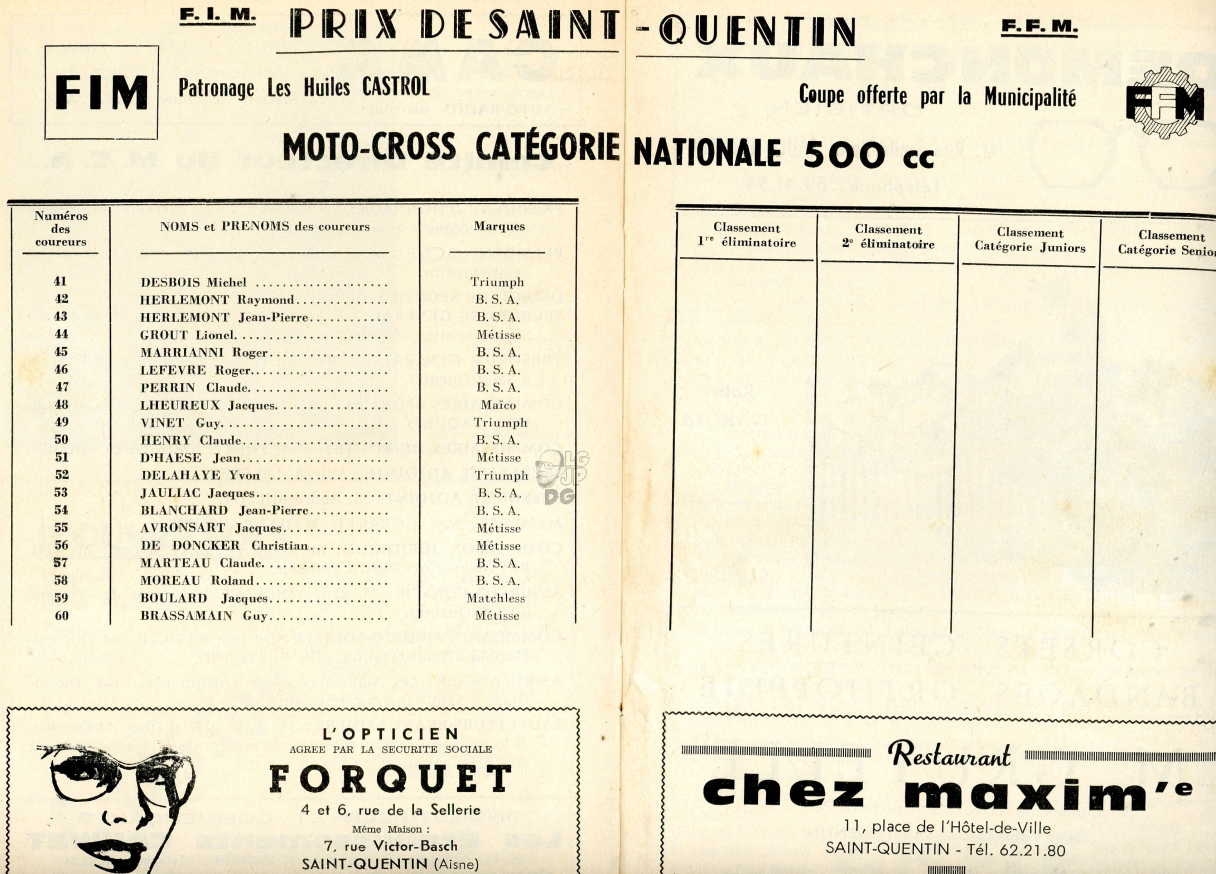 F. I. M.
PRIX DE SAINT-QUENTIN
F. F. M.
FIM
Patronage Les Huiles CASTROL
Coupe offerte par la Municipalité
FFM
MOTO-CROSS CATÉGORIE NATIONALE 500 cc
Numéros des coureurs
NOMS et PRENOMS des coureurs
Marques
41 DESBOIS Michel .................... Triumph
42 HERLEMONT Raymond................ B. S. A.
43 HERLEMONT Jean-Pierre.............. B. S. A.
44 GROUT Lionel. ...................... Métisse
45 MARRIANNI Roger.................... B. S. A.
46 LEFEVRE Roger...................... B. S. A.
47 PERRIN Claude. ..................... B. S. A.
48 LHEUREUX Jacques. ................. Maïco
49 VINET Guy. ......................... Triumph
50 HENRY Claude....................... B. S. A.
51 D'HAESE Jean....................... Métisse
52 DELAHAYE Yvon .................... Triumph
53 JAULIAC Jacques..................... B. S. A.
54 BLANCHARD Jean-Pierre.............. B. S. A.
55 AVRONSART Jacques.................. Métisse
56 DE DONCKER Christian.............. Métisse
57 MARTEAU Claude. ................... B. S. A.
58 MOREAU Roland..................... B. S. A.
59 BOULARD Jacques................... Matchless
60 BRASSAMAIN Guy.................... Métisse
Classement 1re éliminatoire
Classement 2e éliminatoire
Classement Catégorie Juniors
Classement Catégorie Senior
LG
JP
DG
L'OPTICIEN
AGREE PAR LA SECURITE SOCIALE
FORQUET
4 et 6, rue de la Sellerie
Même Maison :
7, rue Victor-Basch
SAINT-QUENTIN (Aisne)
Restaurant
chez maxim'e
11, place de l'Hôtel-de-Ville
SAINT-QUENTIN - Tél. 62.21.80